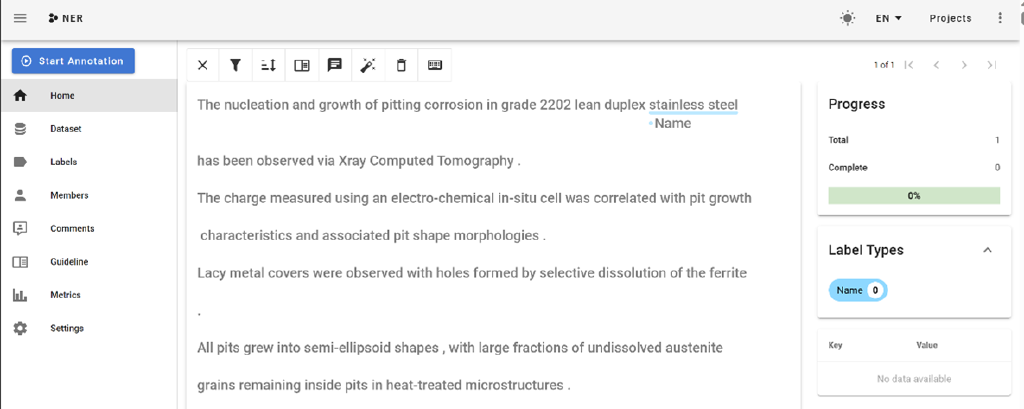 NER
EN
Projects
Start Annotation
Home
Dataset
Labels
Members
Comments
Guideline
Metrics
Settings
1 of 1
The nucleation and growth of pitting corrosion in grade 2202 lean duplex stainless steel
Name
has been observed via Xray Computed Tomography .
The charge measured using an electro-chemical in-situ cell was correlated with pit growth
characteristics and associated pit shape morphologies .
Lacy metal covers were observed with holes formed by selective dissolution of the ferrite
.
All pits grew into semi-ellipsoid shapes , with large fractions of undissolved austenite
grains remaining inside pits in heat-treated microstructures .
Progress
Total 1
Complete 0
0%
Label Types
Name 0
Key Value
No data available